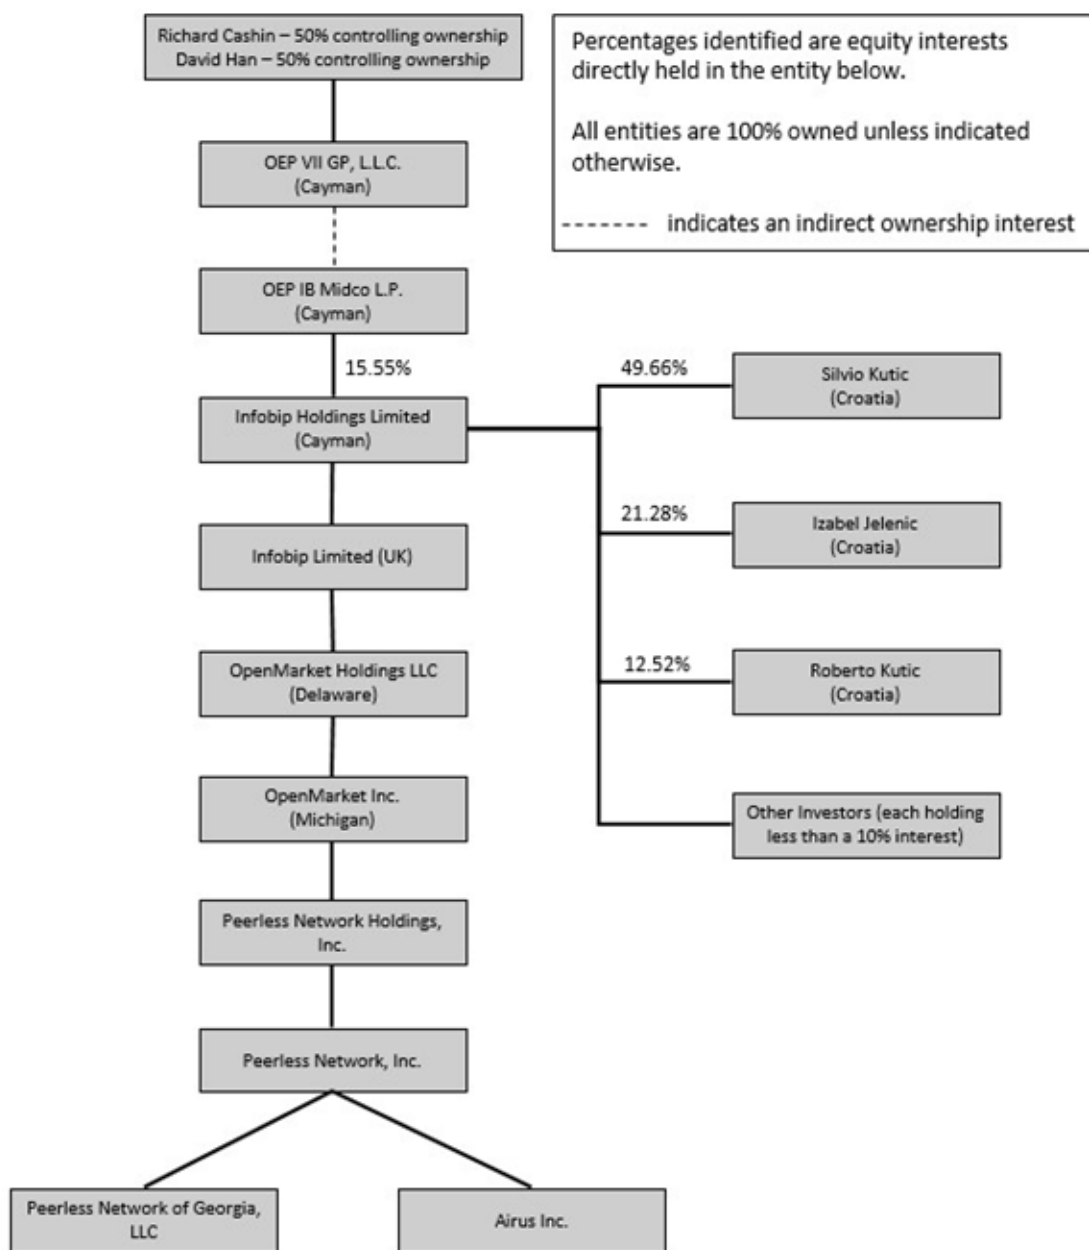 Richard Cashin – 50% controlling ownership
David Han – 50% controlling ownership
Percentages identified are equity interests
directly held in the entity below.
All entities are 100% owned unless indicated
otherwise.
indicates an indirect ownership interest
OEP VII GP, L.L.C.
(Cayman)
OEP IB Midco L.P.
(Cayman)
15.55%
Infobip Holdings Limited
(Cayman)
49.66%
Silvio Kutic
(Croatia)
21.28%
Izabel Jelenic
(Croatia)
12.52%
Roberto Kutic
(Croatia)
Other Investors (each holding
less than a 10% interest)
Infobip Limited (UK)
OpenMarket Holdings LLC
(Delaware)
OpenMarket Inc.
(Michigan)
Peerless Network Holdings,
Inc.
Peerless Network, Inc.
Peerless Network of Georgia,
LLC
Airus Inc.